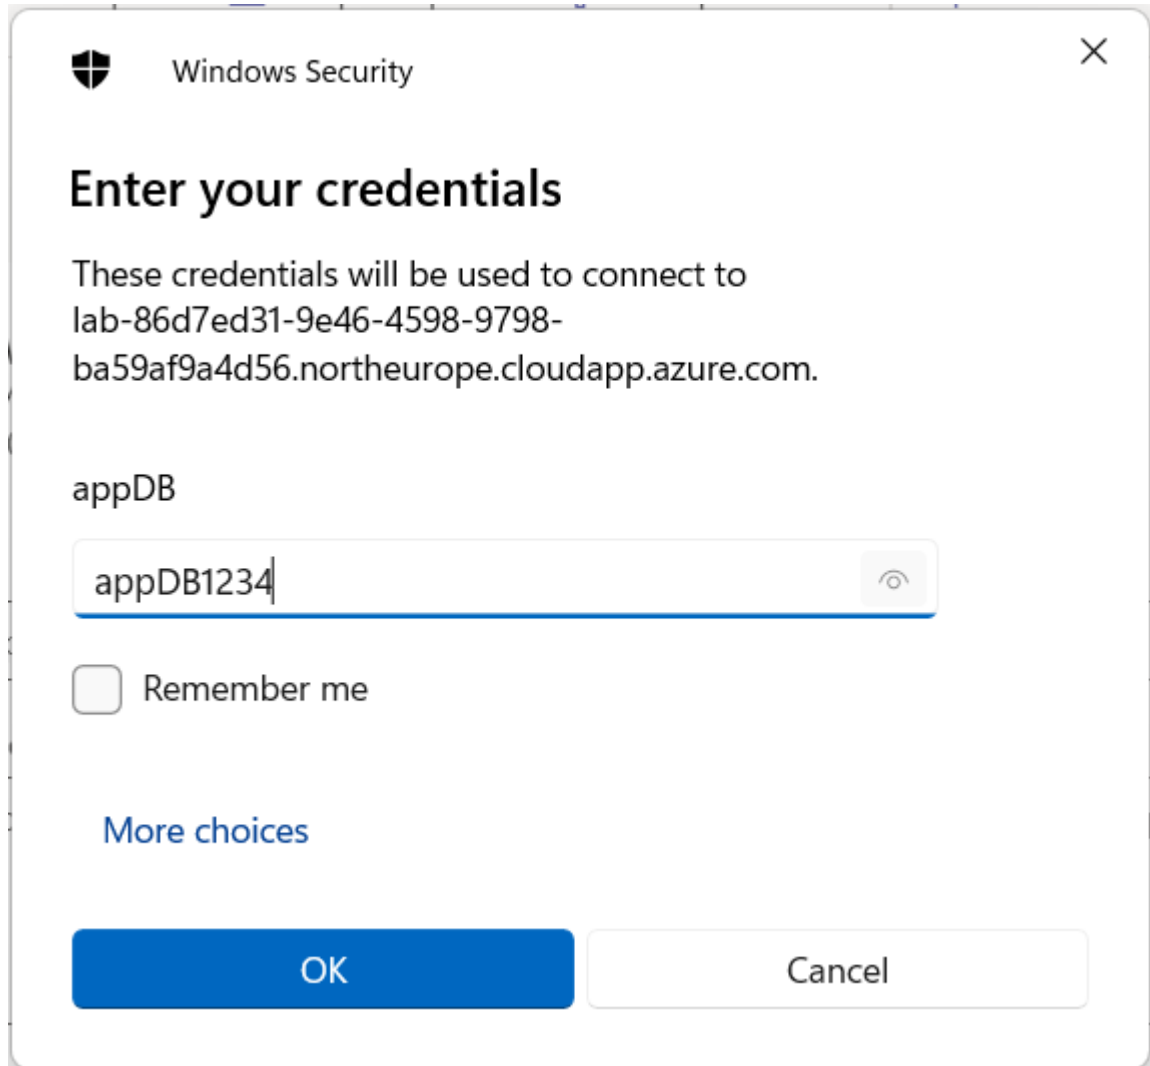 Windows Security
Enter your credentials
These credentials will be used to connect to
lab-86d7ed31-9e46-4598-9798-
ba59af9a4d56.northeurope.cloudapp.azure.com.
appDB
appDB1234
Remember me
More choices
OK
Cancel